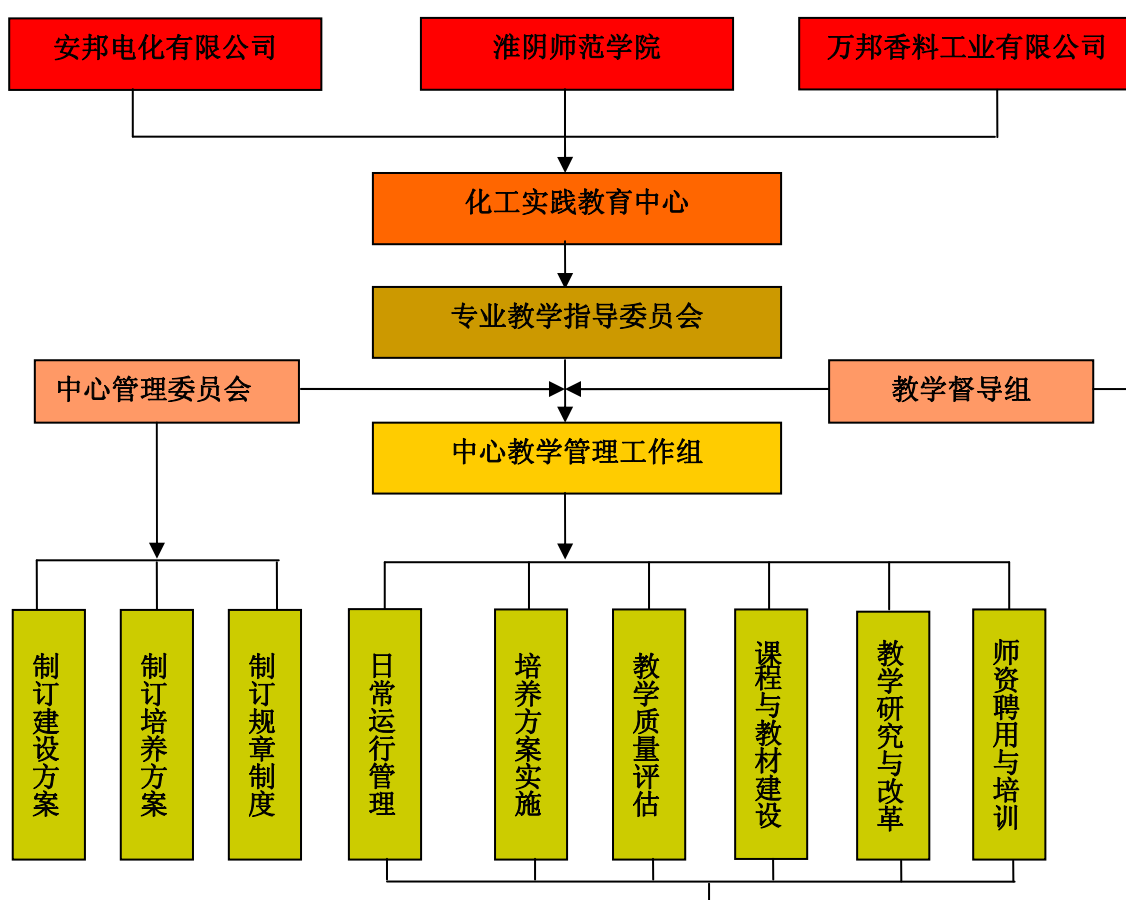 安邦电化有限公司
淮阴师范学院
万邦香料工业有限公司
化工实践教育中心
专业教学指导委员会
中心管理委员会
教学督导组
中心教学管理工作组
制订建设方案
制订培养方案
制订规章制度
日常运行管理
培养方案实施
教学质量评估
课程与教材建设
教学研究与改革
师资聘用与培训